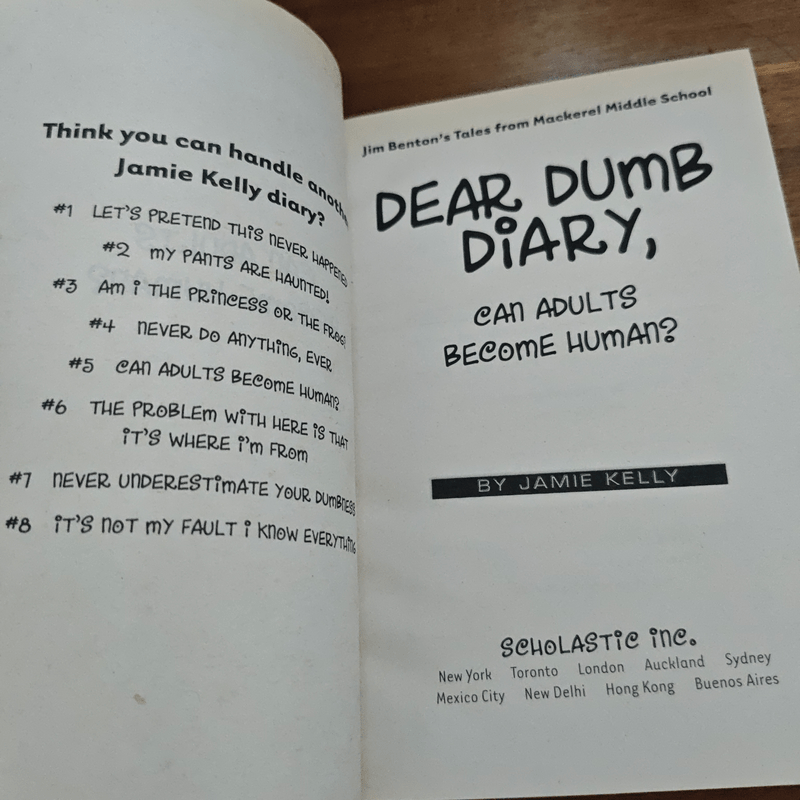 Think you can handle anoth
Jamie Kelly diary?
#1 LET'S PRETEND THIS NEVER HAPPENED
#2 MY PANTS ARE HAUNTED!
#3 AM i THE PRiNCESS OR THE FROG?
#4 NEVER DO ANYTHiNG, EVER
#5 CAN ADULTS BECOME HUMAN?
#6 THE PROBLEM WiTH HERE iS THAT
iT'S WHERE i'M FROM
#7 NEVER UNDERESTiMATE YOUR DUMBNESS
#8 iT'S NOT MY FAULT i KNOW EVERYTHiNG
Jim Benton's Tales from Mackerel Middle School
DEAR DUMB
DiARY,
CAN ADULTS
BECOME HUMAN?
BY JAMIE KELLY
SCHOLASTiC iNC.
New York Toronto London Auckland Sydney
Mexico City New Delhi Hong Kong Buenos Aires